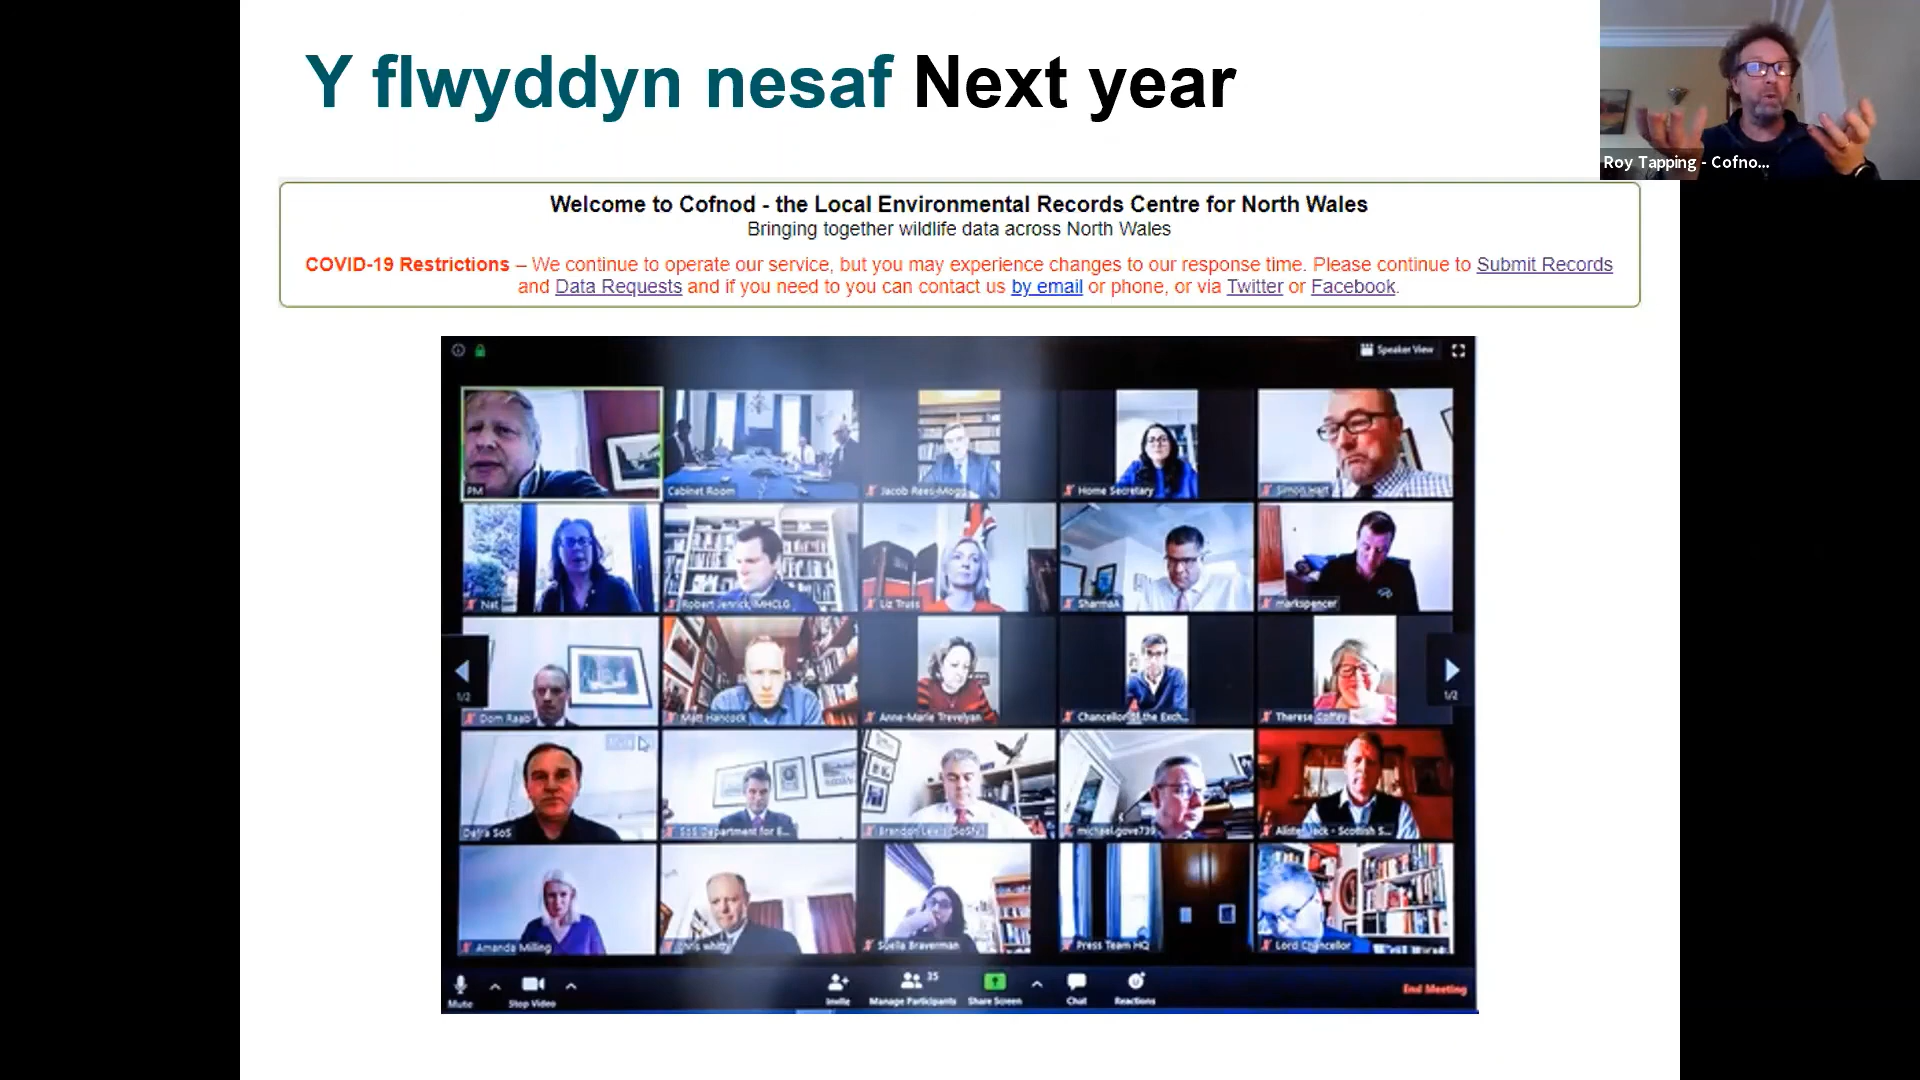 Y flwyddyn nesaf Next year
Roy Tapping - Cofno...
Welcome to Cofnod - the Local Environmental Records Centre for North Wales
Bringing together wildlife data across North Wales
COVID-19 Restrictions – We continue to operate our service, but you may experience changes to our response time. Please continue to Submit Records
and Data Requests and if you need to you can contact us by email or phone, or via Twitter or Facebook.
Speaker View
PM
Cabinet Room
Jacob Rees-Mogg
Home Secretary
Simon Hart
Nat
Robert Jenrick, MHCLG
Liz Truss
SharmaA
markspencer
1/2
1/2
Dom Raab
Matt Hancock
Anne-Marie Trevelyan
Chancellor of the Exch...
Therese Coffey
Defra SoS
SoS Department for E...
Brandon Lewis (SoSNI)
michael.gove739
Alister Jack - Scottish S...
Amanda Milling
chris whitty
Suella Braverman
Press Team HQ
Lord Chancellor
Mute
Stop Video
Invite
35
Manage Participants
Share Screen
Chat
Reactions
End Meeting